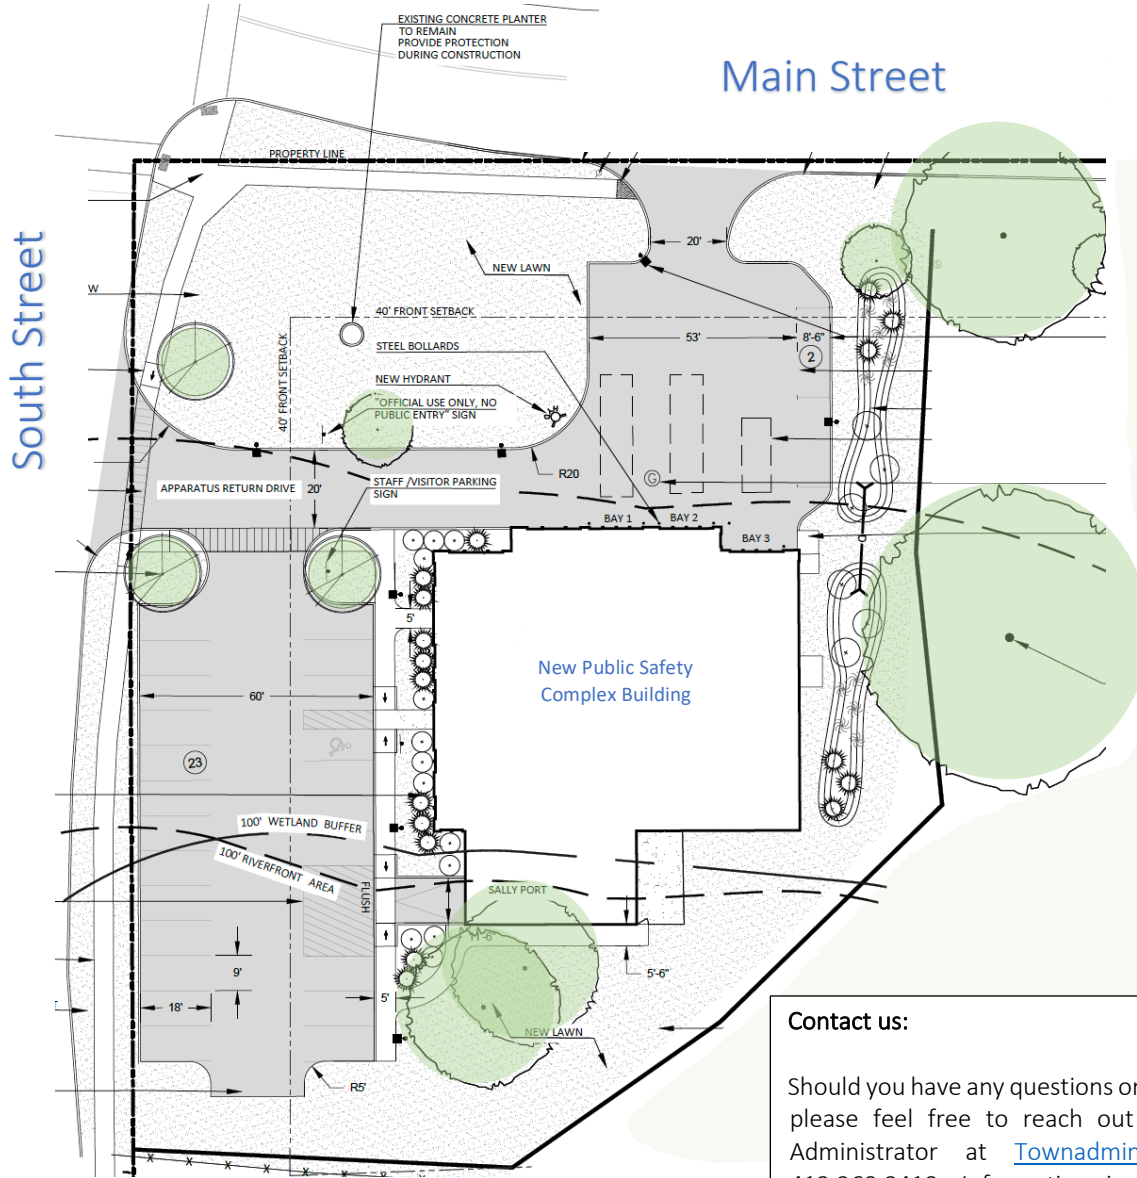 EXISTING CONCRETE PLANTER
TO REMAIN
PROVIDE PROTECTION
DURING CONSTRUCTION
Main Street
South Street
PROPERTY LINE
20'
NEW LAWN
W
40' FRONT SETBACK
40' FRONT SETBACK
STEEL BOLLARDS
53'
8'-6"
2
NEW HYDRANT
"OFFICIAL USE ONLY, NO
PUBLIC ENTRY" SIGN
R20
G
APPARATUS RETURN DRIVE
20'
STAFF /VISITOR PARKING
SIGN
BAY 1
BAY 2
BAY 3
5'
New Public Safety
Complex Building
60'
23
100' WETLAND BUFFER
100' RIVERFRONT AREA
FLUSH
SALLY PORT
9'
18'
5'
5'-6"
NEW LAWN
R5'
Contact us:
Should you have any questions or
please feel free to reach out
Administrator at Townadmin